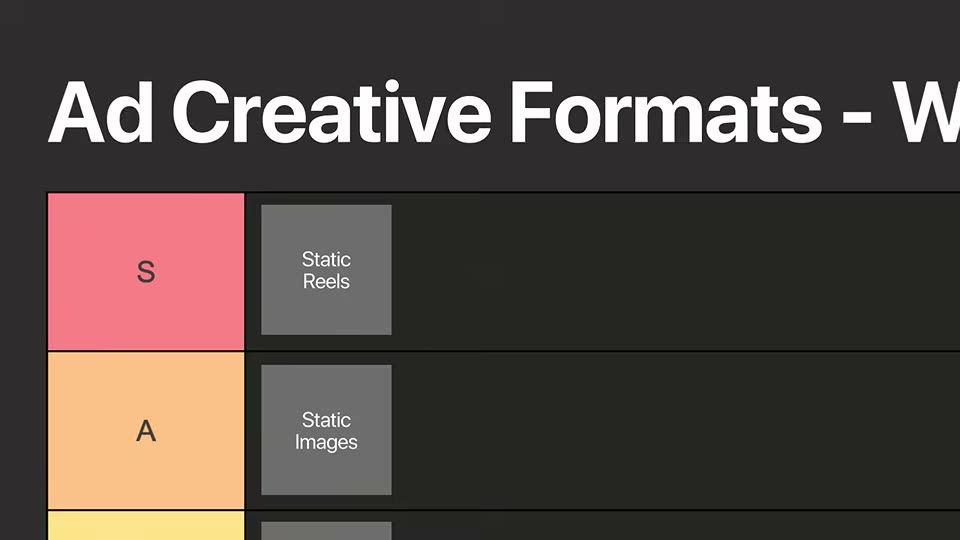 Ad Creative Formats - W
S
Static
Reels
A
Static
Images